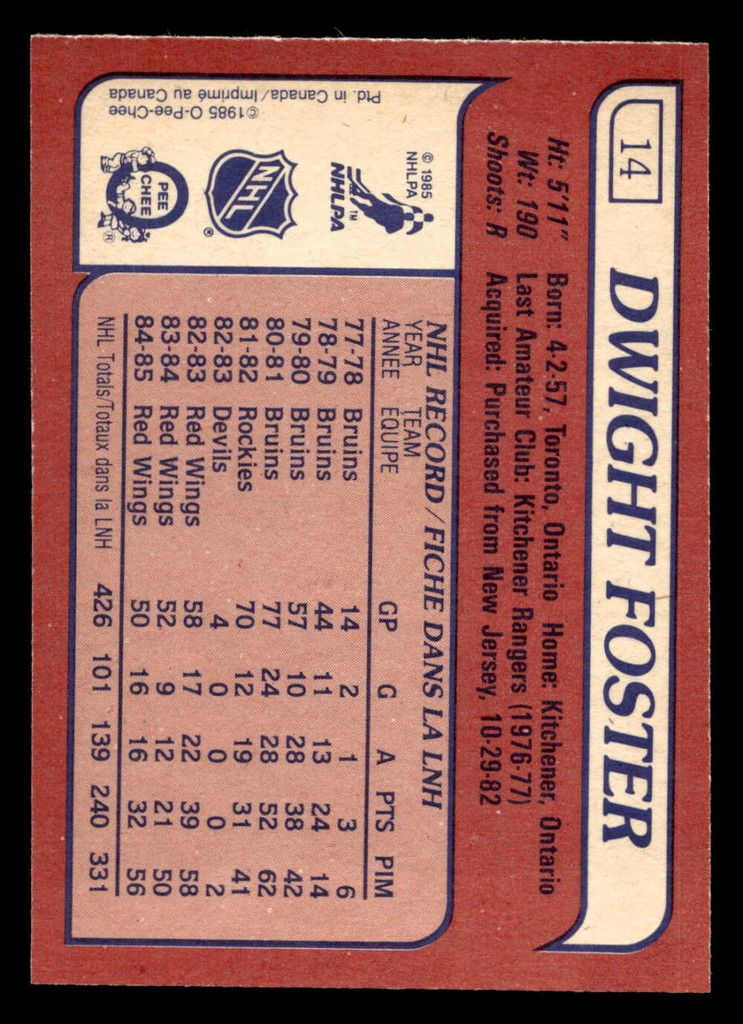 14
DWIGHT FOSTER
Ht: 5'11" Born: 4-2-57, Toronto, Ontario Home: Kitchener, Ontario
Wt: 190 Last Amateur Club: Kitchener Rangers (1976-77)
Shoots: R Acquired: Purchased from New Jersey, 10-29-82
© 1985
NHLPA
NHLPA™
NHL®
PEE
CHEE
®
©1985 O-Pee-Chee
Ptd. in Canada/Imprimé au Canada
NHL RECORD / FICHE DANS LA LNH
YEAR TEAM
ANNÉE ÉQUIPE GP G A PTS PIM
77-78 Bruins 14 2 1 3 6
78-79 Bruins 44 11 13 24 14
79-80 Bruins 57 10 28 38 42
80-81 Bruins 77 24 28 52 62
81-82 Rockies 70 12 19 31 41
82-83 Devils 4 0 0 0 2
82-83 Red Wings 58 17 22 39 58
83-84 Red Wings 52 9 12 21 50
84-85 Red Wings 50 16 16 32 56
NHL-Totals/Totaux dans la LNH 426 101 139 240 331